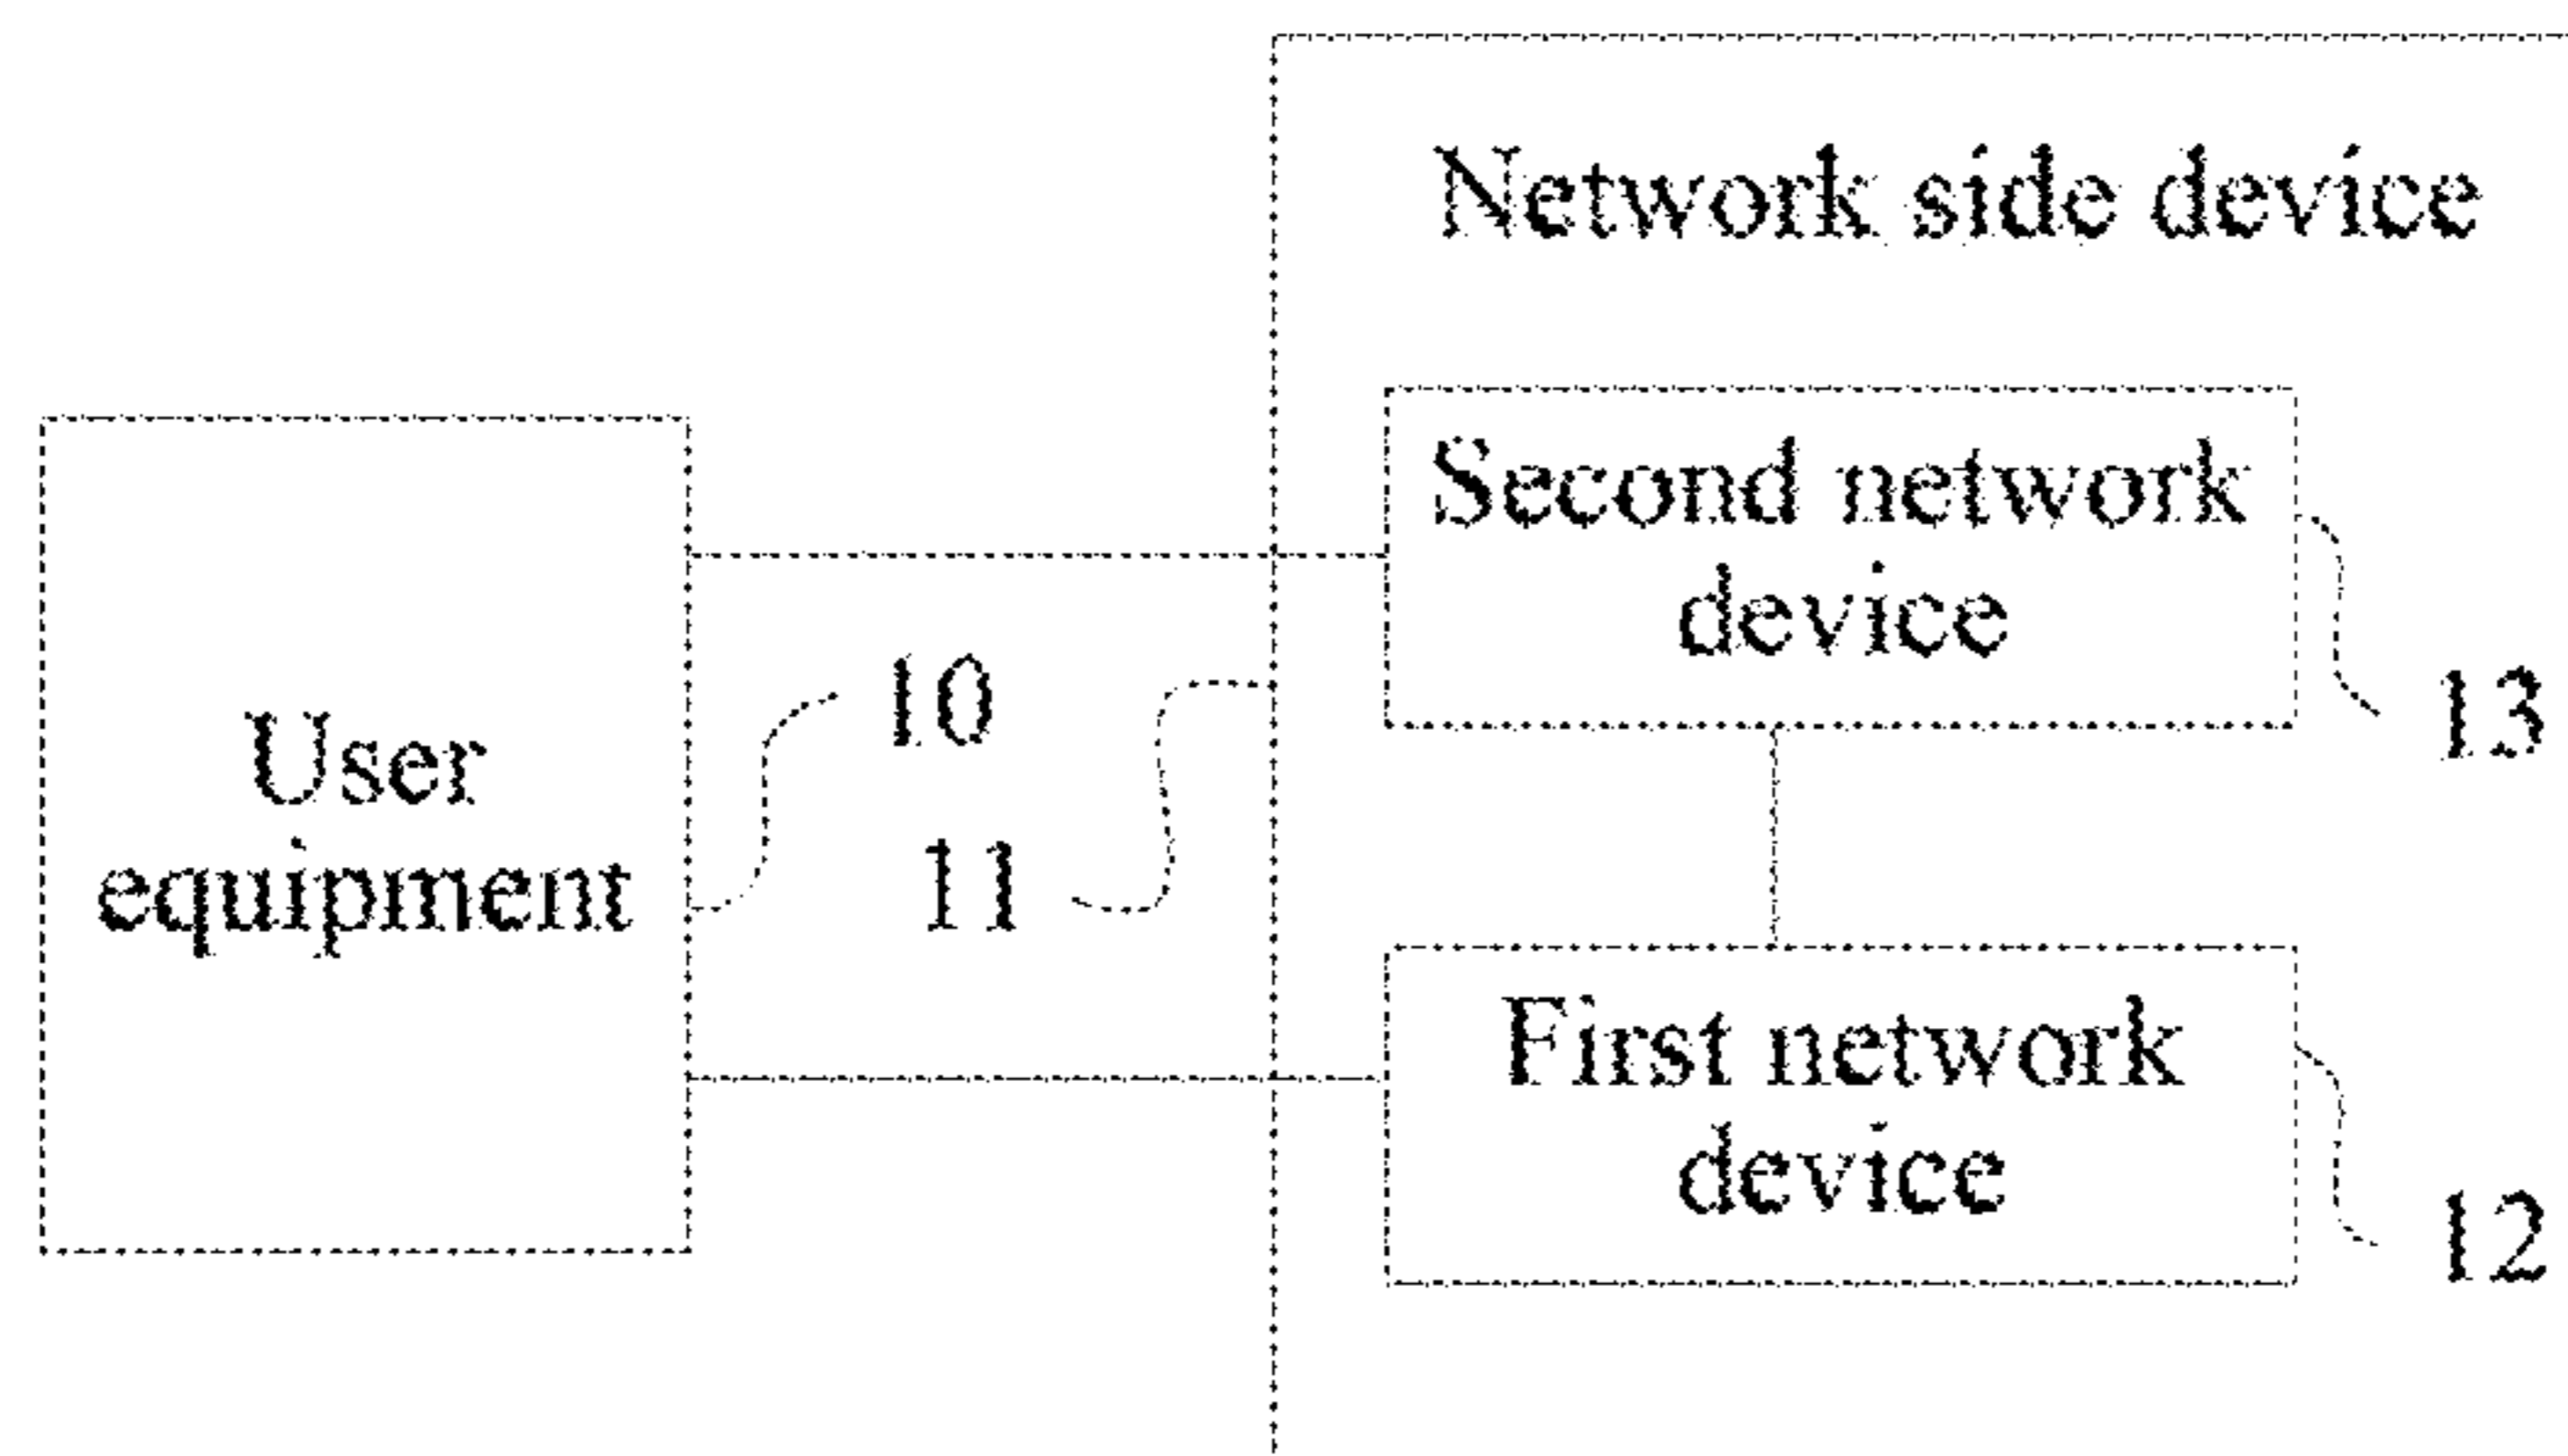 Network side device
Second network
device
10
13
User
equipment
11
First network
device
12